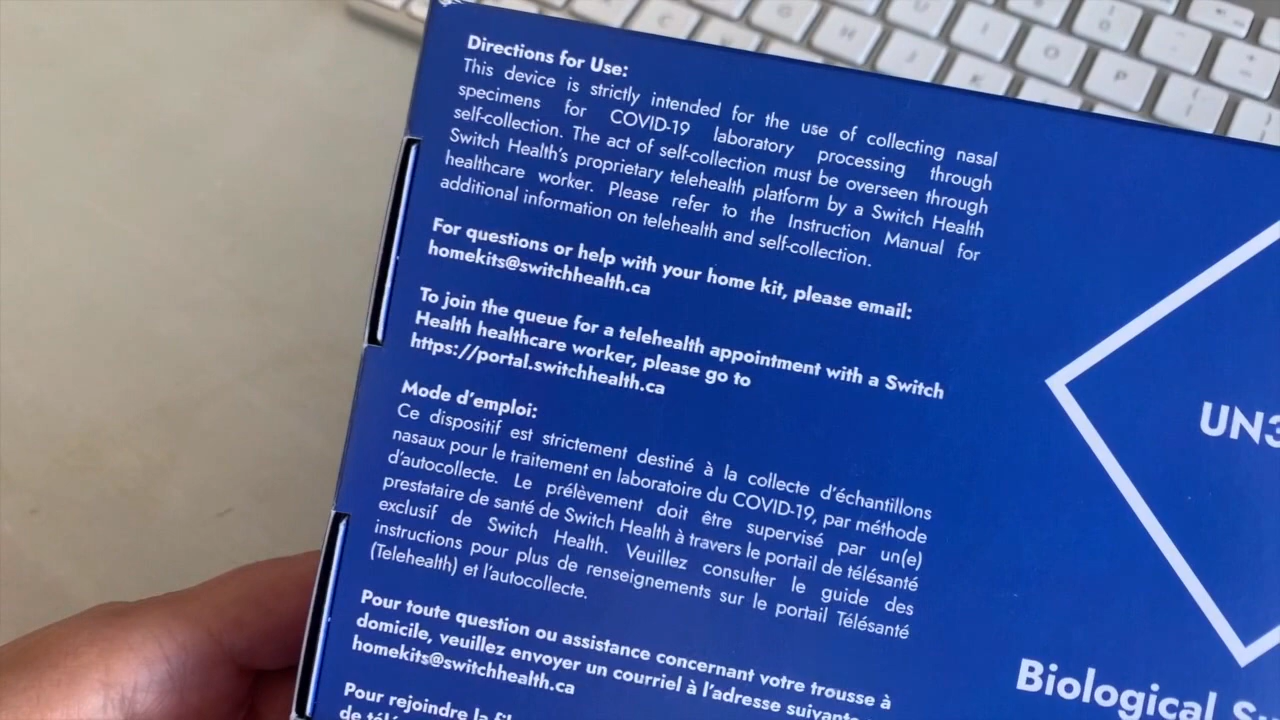 Directions for Use:
This device is strictly intended for the use of collecting nasal
specimens for COVID-19 laboratory processing through
self-collection. The act of self-collection must be overseen through
Switch Health's proprietary telehealth platform by a Switch Health
healthcare worker. Please refer to the Instruction Manual for
additional information on telehealth and self-collection.
For questions or help with your home kit, please email:
homekits@switchhealth.ca
To join the queue for a telehealth appointment with a Switch
Health healthcare worker, please go to
https://portal.switchhealth.ca
Mode d'emploi:
Ce dispositif est strictement destiné à la collecte d'échantillons
nasaux pour le traitement en laboratoire du COVID-19, par méthode
d'autocollecte. Le prélèvement doit être supervisé par un(e)
prestataire de santé de Switch Health à travers le portail de télésanté
exclusif de Switch Health. Veuillez consulter le guide des
instructions pour plus de renseignements sur le portail Télésanté
(Telehealth) et l'autocollecte.
Pour toute question ou assistance concernant votre trousse à
domicile, veuillez envoyer un courriel à l'adresse suivante
homekits@switchhealth.ca
Pour rejoindre la
UN3
Biological